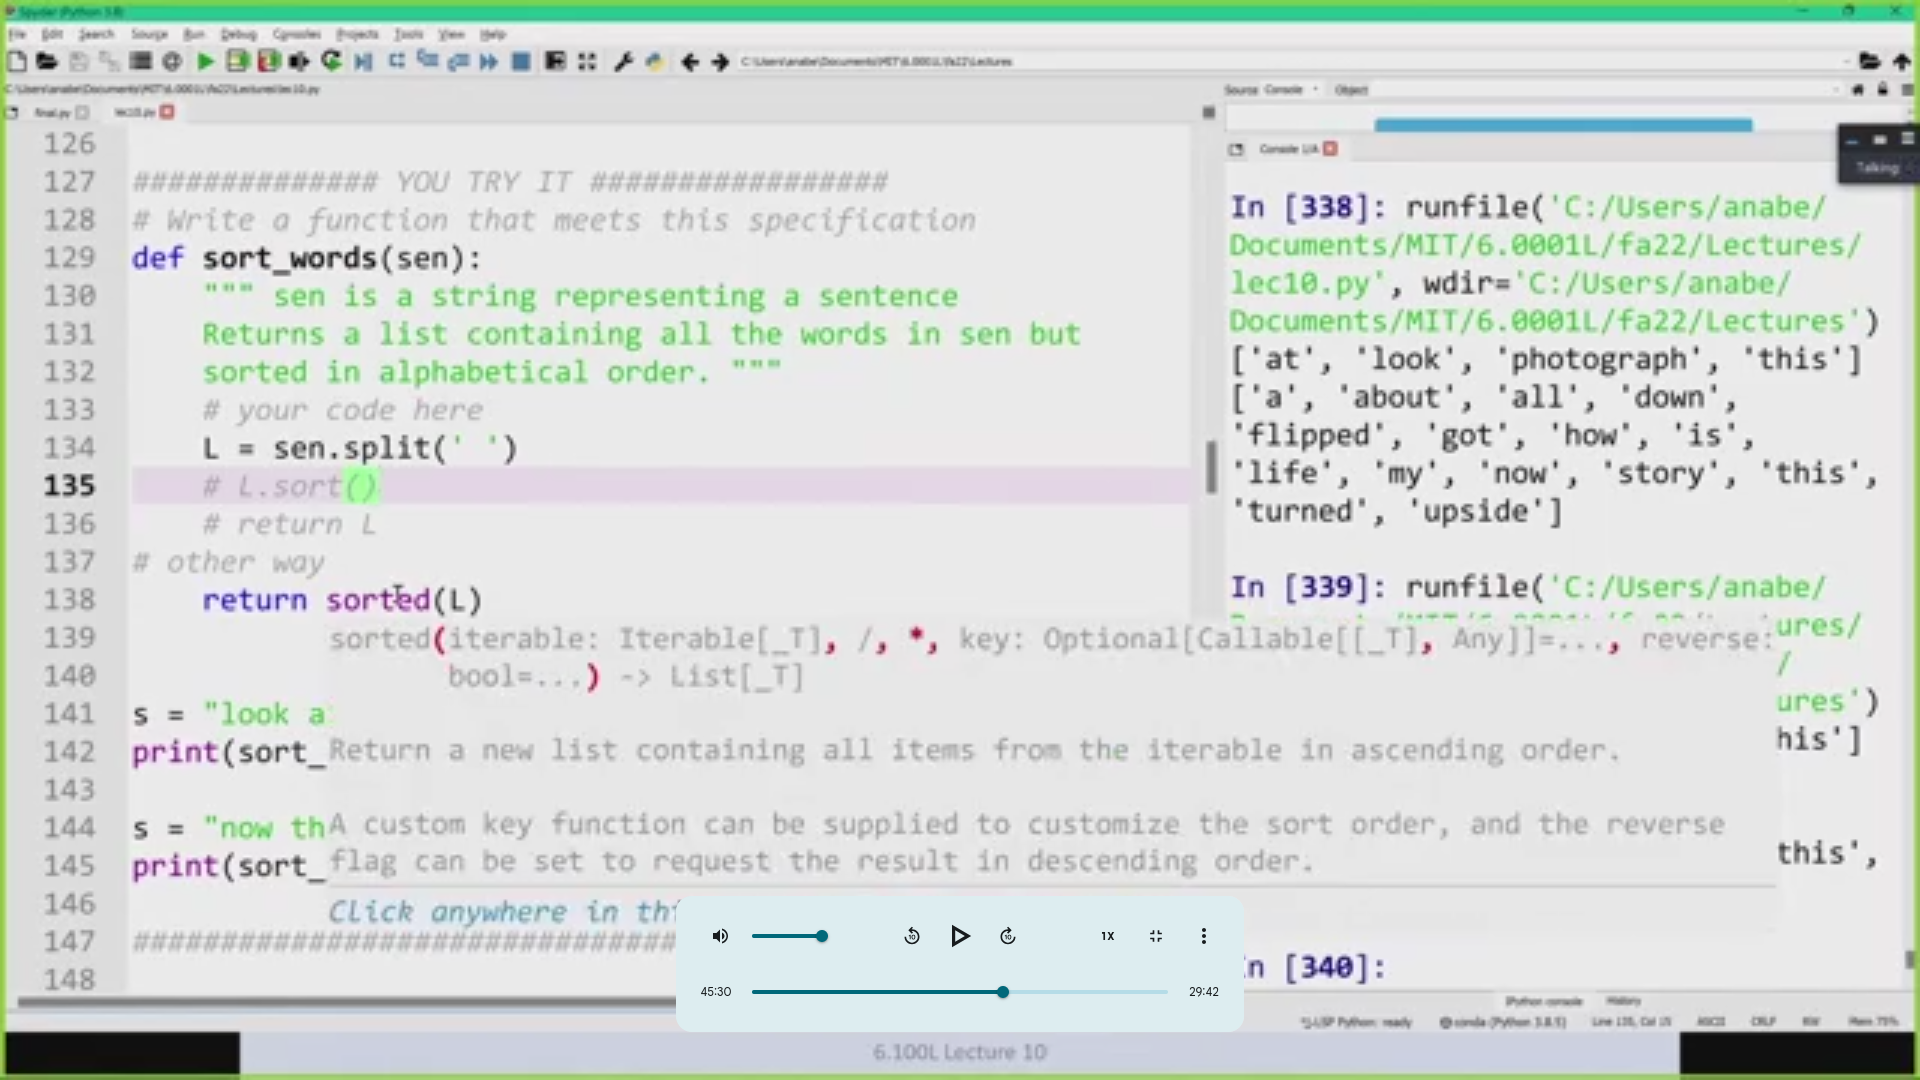 Spyder (Python 3.8)
File Edit Search Source Run Debug Consoles Projects Tools View Help
C:\Users\anabe\Documents\MIT\6.0001L\fa22\Lectures
C:\Users\anabe\Documents\MIT\6.0001L\fa22\Lectures\lec10.py
final.py lec10.py
126
127 ############## YOU TRY IT #################
128 # Write a function that meets this specification
129 def sort_words(sen):
130 """ sen is a string representing a sentence
131 Returns a list containing all the words in sen but
132 sorted in alphabetical order. """
133 # your code here
134 L = sen.split(' ')
135 # L.sort()
136 # return L
137 # other way
138 return sorted(L)
139
140
141 s = "look a
142 print(sort_
143
144 s = "now th
145 print(sort_
146
147 ###############################
148
sorted(iterable: Iterable[_T], /, *, key: Optional[Callable[[_T], Any]]=..., reverse:
bool=...) -> List[_T]
Return a new list containing all items from the iterable in ascending order.
A custom key function can be supplied to customize the sort order, and the reverse
flag can be set to request the result in descending order.
Click anywhere in thi
Source Console Object
Console 1/A
Talking:
In [338]: runfile('C:/Users/anabe/
Documents/MIT/6.0001L/fa22/Lectures/
lec10.py', wdir='C:/Users/anabe/
Documents/MIT/6.0001L/fa22/Lectures')
['at', 'look', 'photograph', 'this']
['a', 'about', 'all', 'down',
'flipped', 'got', 'how', 'is',
'life', 'my', 'now', 'story', 'this',
'turned', 'upside']
In [339]: runfile('C:/Users/anabe/
ures/
/
ures')
his']
this',
n [340]:
1X
45:30 29:42
IPython console History
LSP Python: ready conda (Python 3.8.5) Line 135, Col 15 ASCII CRLF RW Mem 75%
6.100L Lecture 10